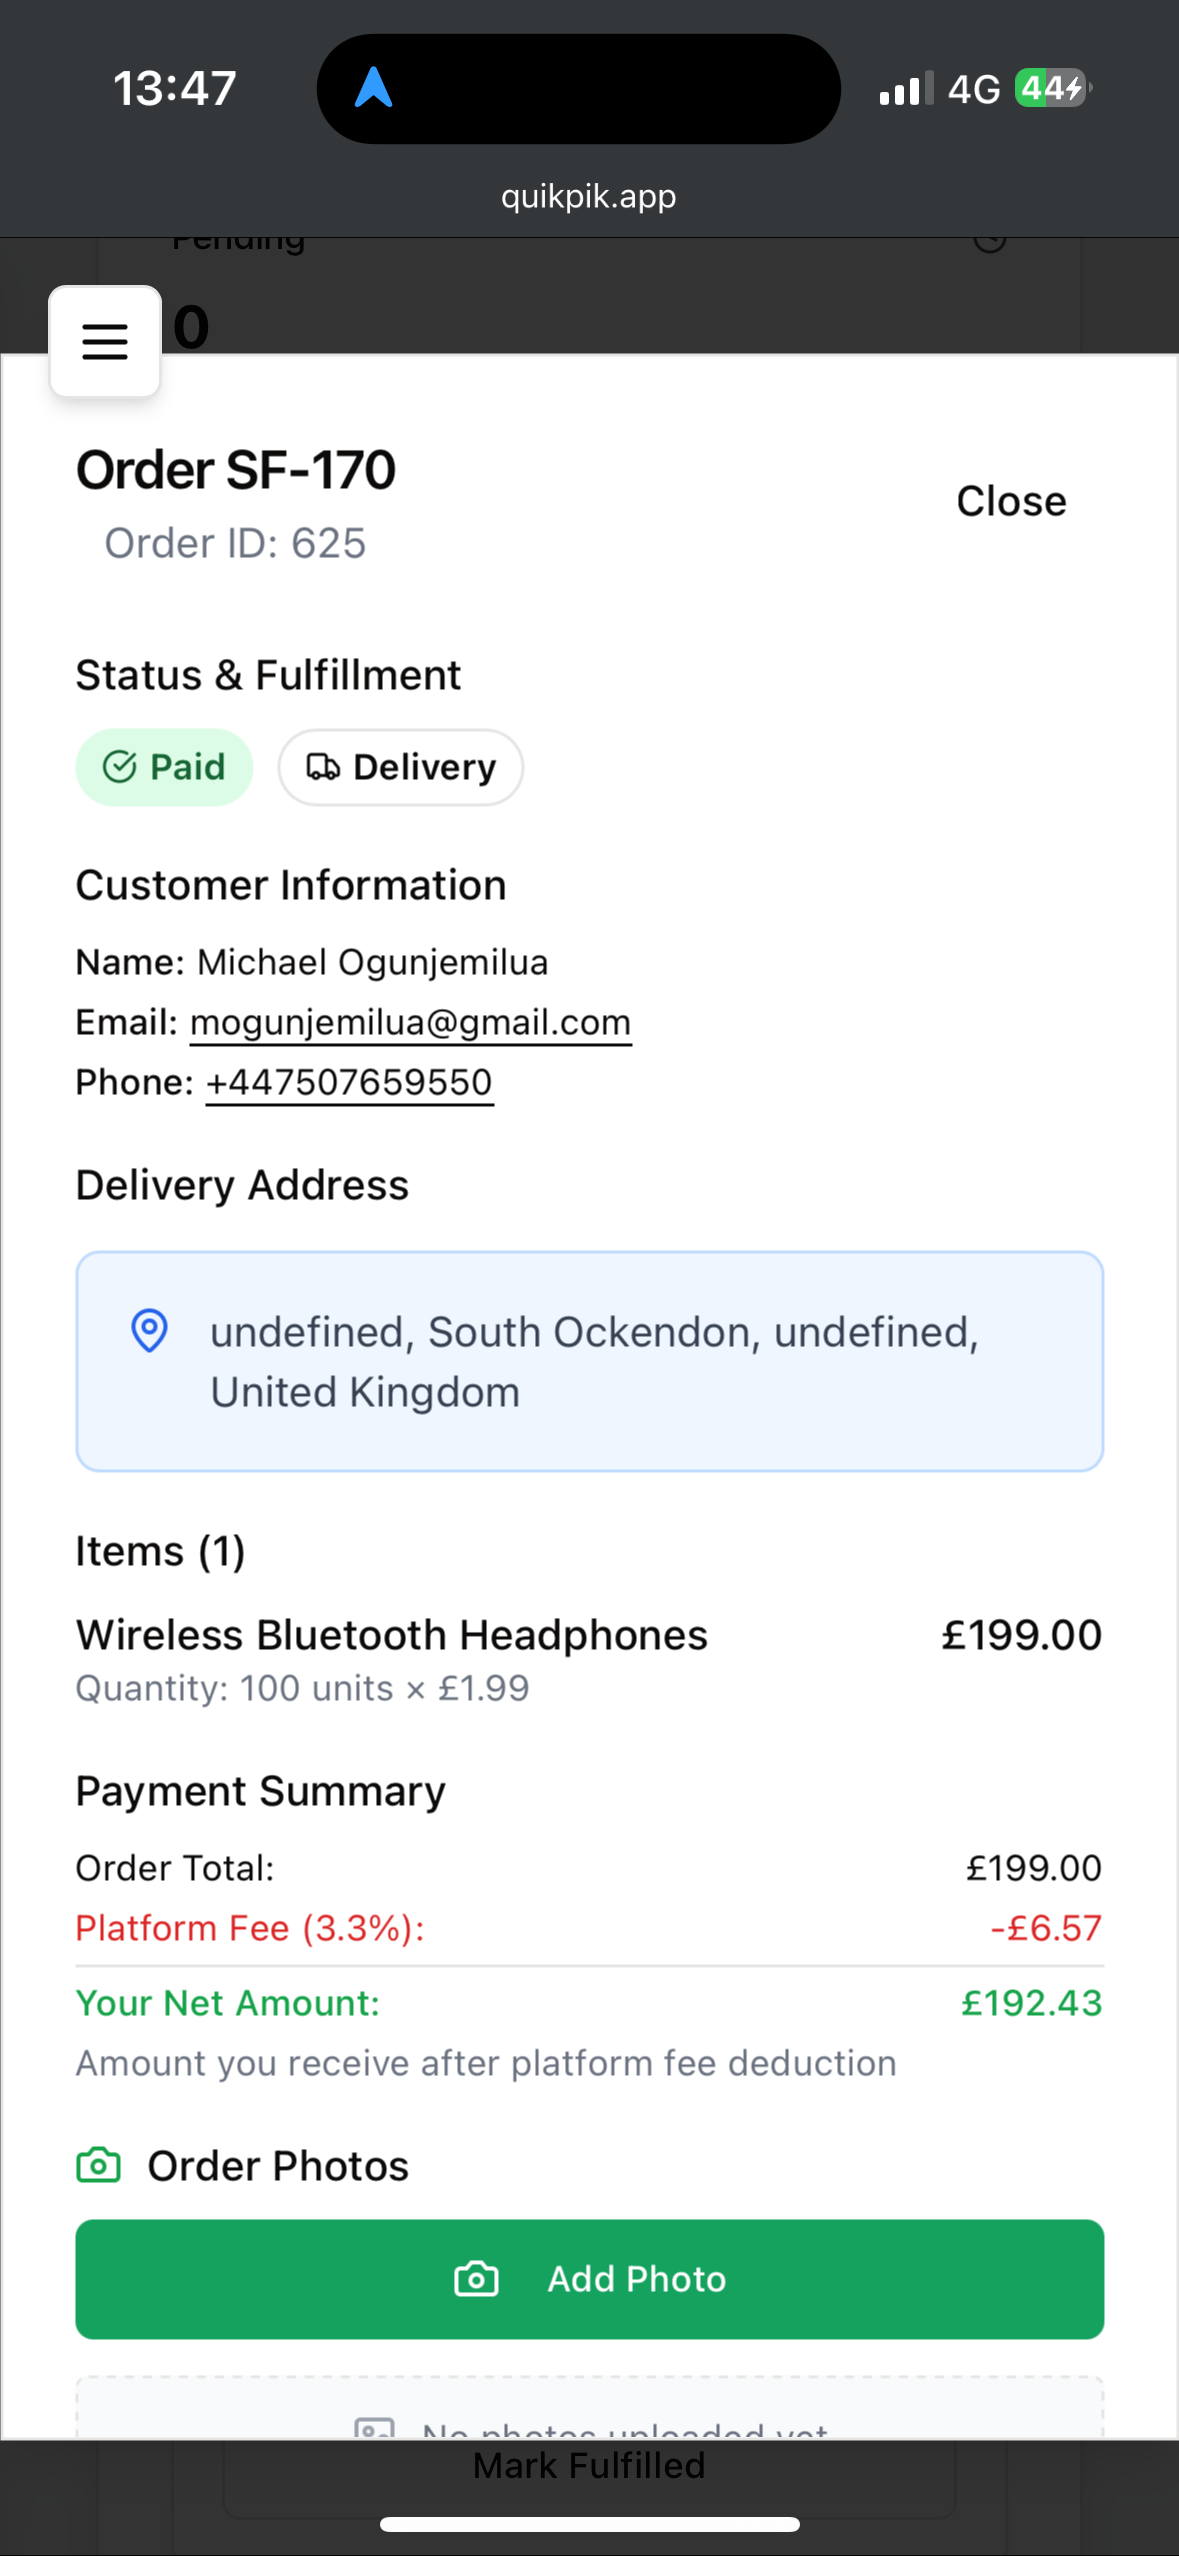 13:47
4G 44
quikpik.app
Pending
0
Order SF-170
Close
Order ID: 625
Status & Fulfillment
Paid
Delivery
Customer Information
Name: Michael Ogunjemilua
Email: mogunjemilua@gmail.com
Phone: +447507659550
Delivery Address
undefined, South Ockendon, undefined,
United Kingdom
Items (1)
Wireless Bluetooth Headphones £199.00
Quantity: 100 units × £1.99
Payment Summary
Order Total: £199.00
Platform Fee (3.3%): -£6.57
Your Net Amount: £192.43
Amount you receive after platform fee deduction
Order Photos
Add Photo
No photos uploaded yet
Mark Fulfilled